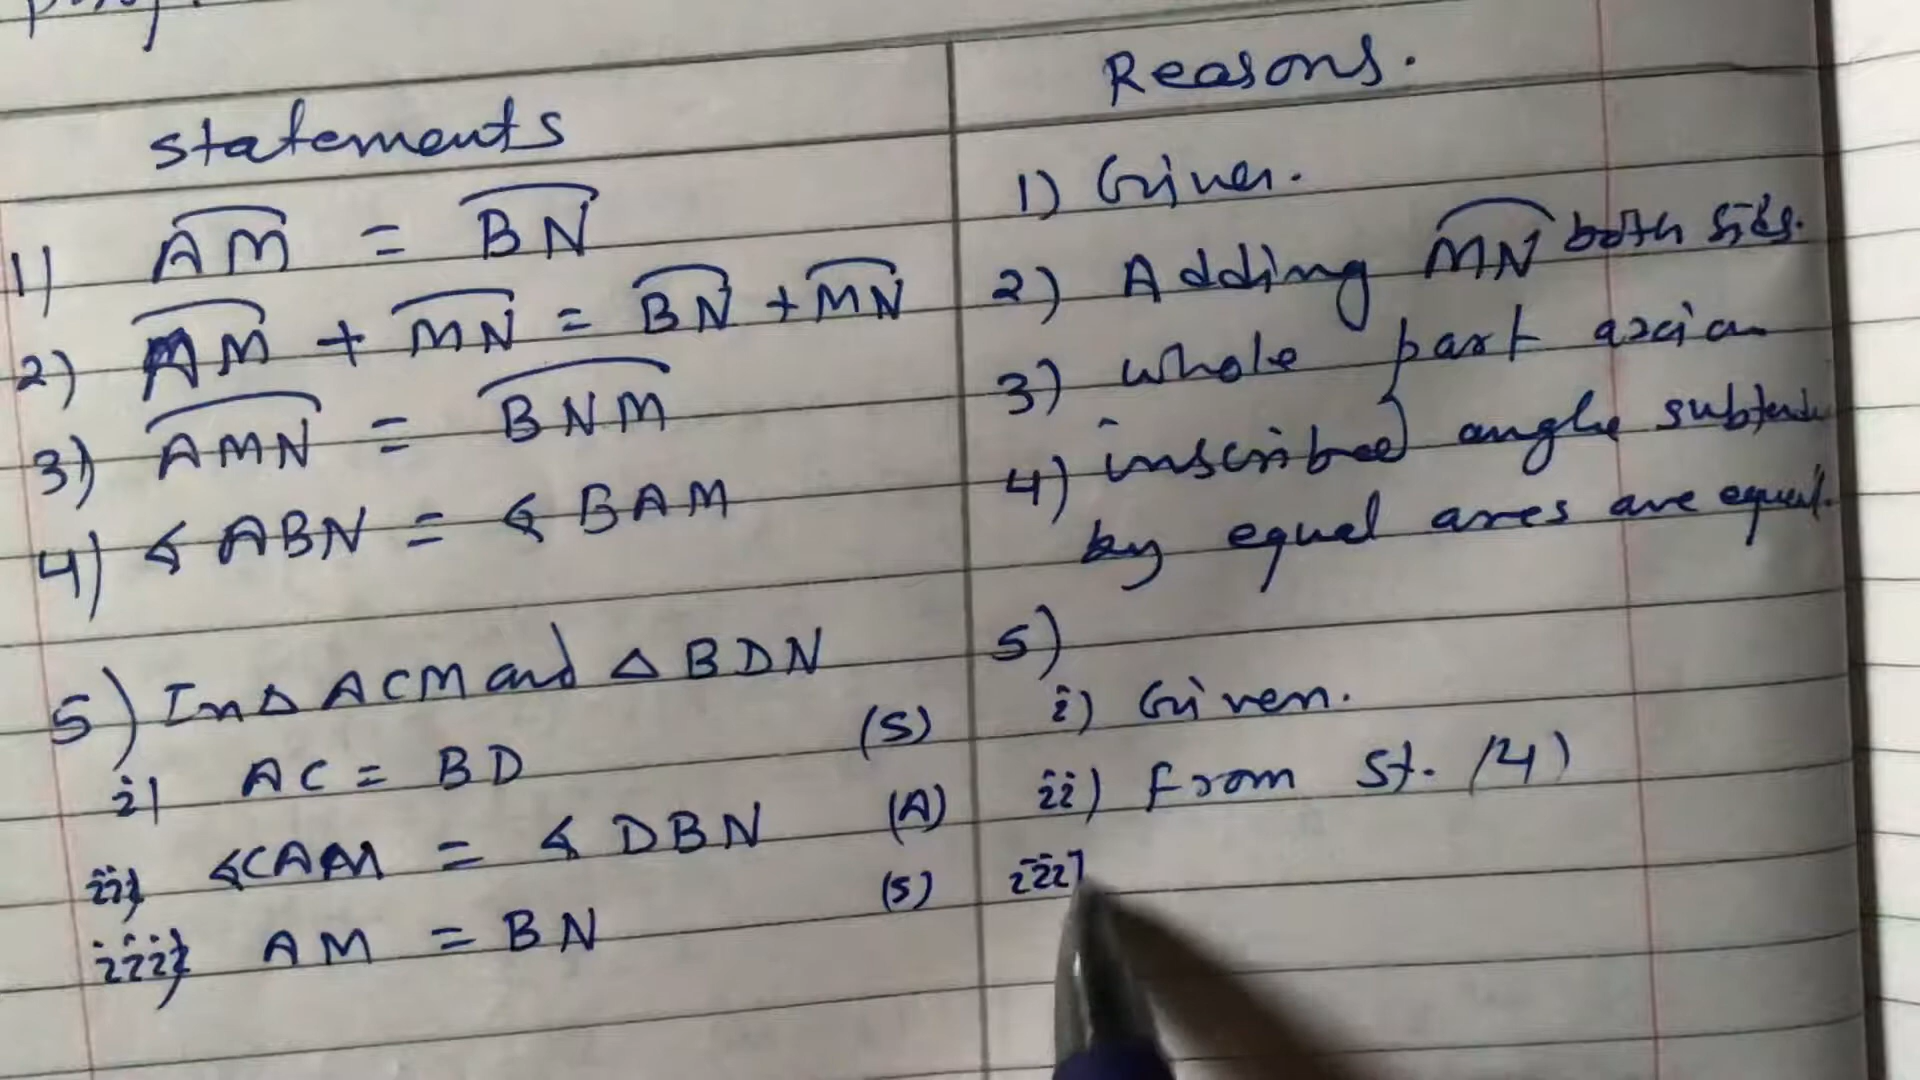 statements
Reasons.
1) AM = BN
1) Given.
2) AM + MN = BN + MN
2) Adding MN both sides.
3) AMN = BNM
3) whole part axiom
4) ∢ ABN = ∢ BAM
4) inscribed angle subtended
by equal arcs are equal.
5) In △ ACM and △ BDN
5)
i) AC = BD (S)
i) Given.
ii) ∢CAM = ∢ DBN (A)
ii) From St. (4)
iii) AM = BN (S)
iii)